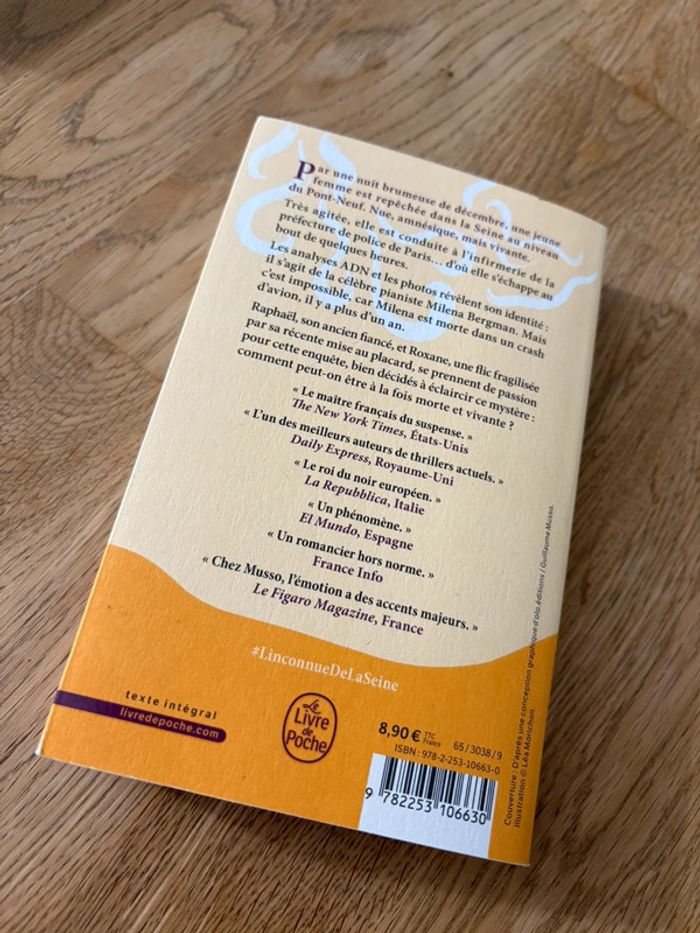 Par une nuit brumeuse de décembre, une jeune
femme est repêchée dans la Seine au niveau
du Pont-Neuf. Nue, amnésique, mais vivante.
Très agitée, elle est conduite à l'infirmerie de la
préfecture de police de Paris… d'où elle s'échappe au
bout de quelques heures.
Les analyses ADN et les photos révèlent son identité :
il s'agit de la célèbre pianiste Milena Bergman. Mais
c'est impossible, car Milena est morte dans un crash
d'avion, il y a plus d'un an.
Raphaël, son ancien fiancé, et Roxane, une flic fragilisée
par sa récente mise au placard, se prennent de passion
pour cette enquête, bien décidés à éclaircir ce mystère :
comment peut-on être à la fois morte et vivante ?
« Le maître français du suspense. »
The New York Times, États-Unis
« L'un des meilleurs auteurs de thrillers actuels. »
Daily Express, Royaume-Uni
« Le roi du noir européen. »
La Repubblica, Italie
« Un phénomène. »
El Mundo, Espagne
« Un romancier hors norme. »
France Info
« Chez Musso, l'émotion a des accents majeurs. »
Le Figaro Magazine, France
#LinconnueDeLaSeine
texte intégral
livredepoche.com
Le
Livre
de
Poche
8,90 € TTC France
65/3038/9
ISBN : 978-2-253-10663-0
9 782253 106630
Couverture : D'après une conception graphique d'olo.éditions / Guillaume Musso.
Illustration © Léa Morichon.